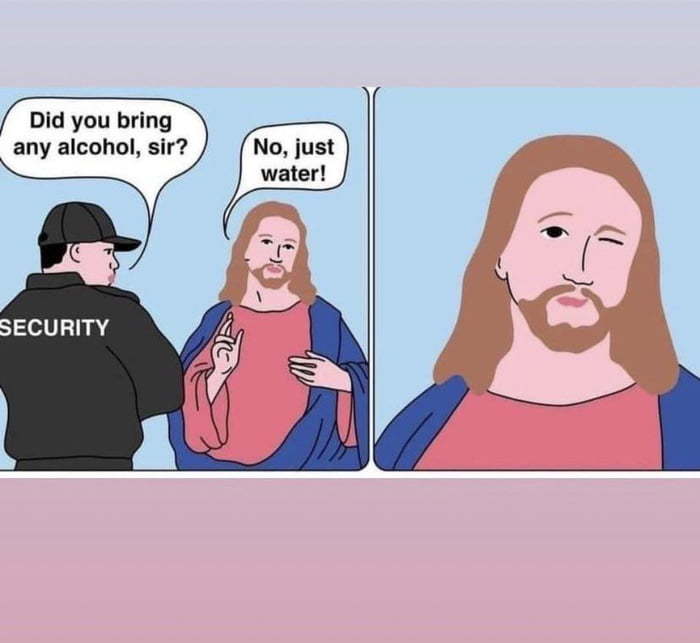 Did you bring
any alcohol, sir?
No, just
water!
SECURITY